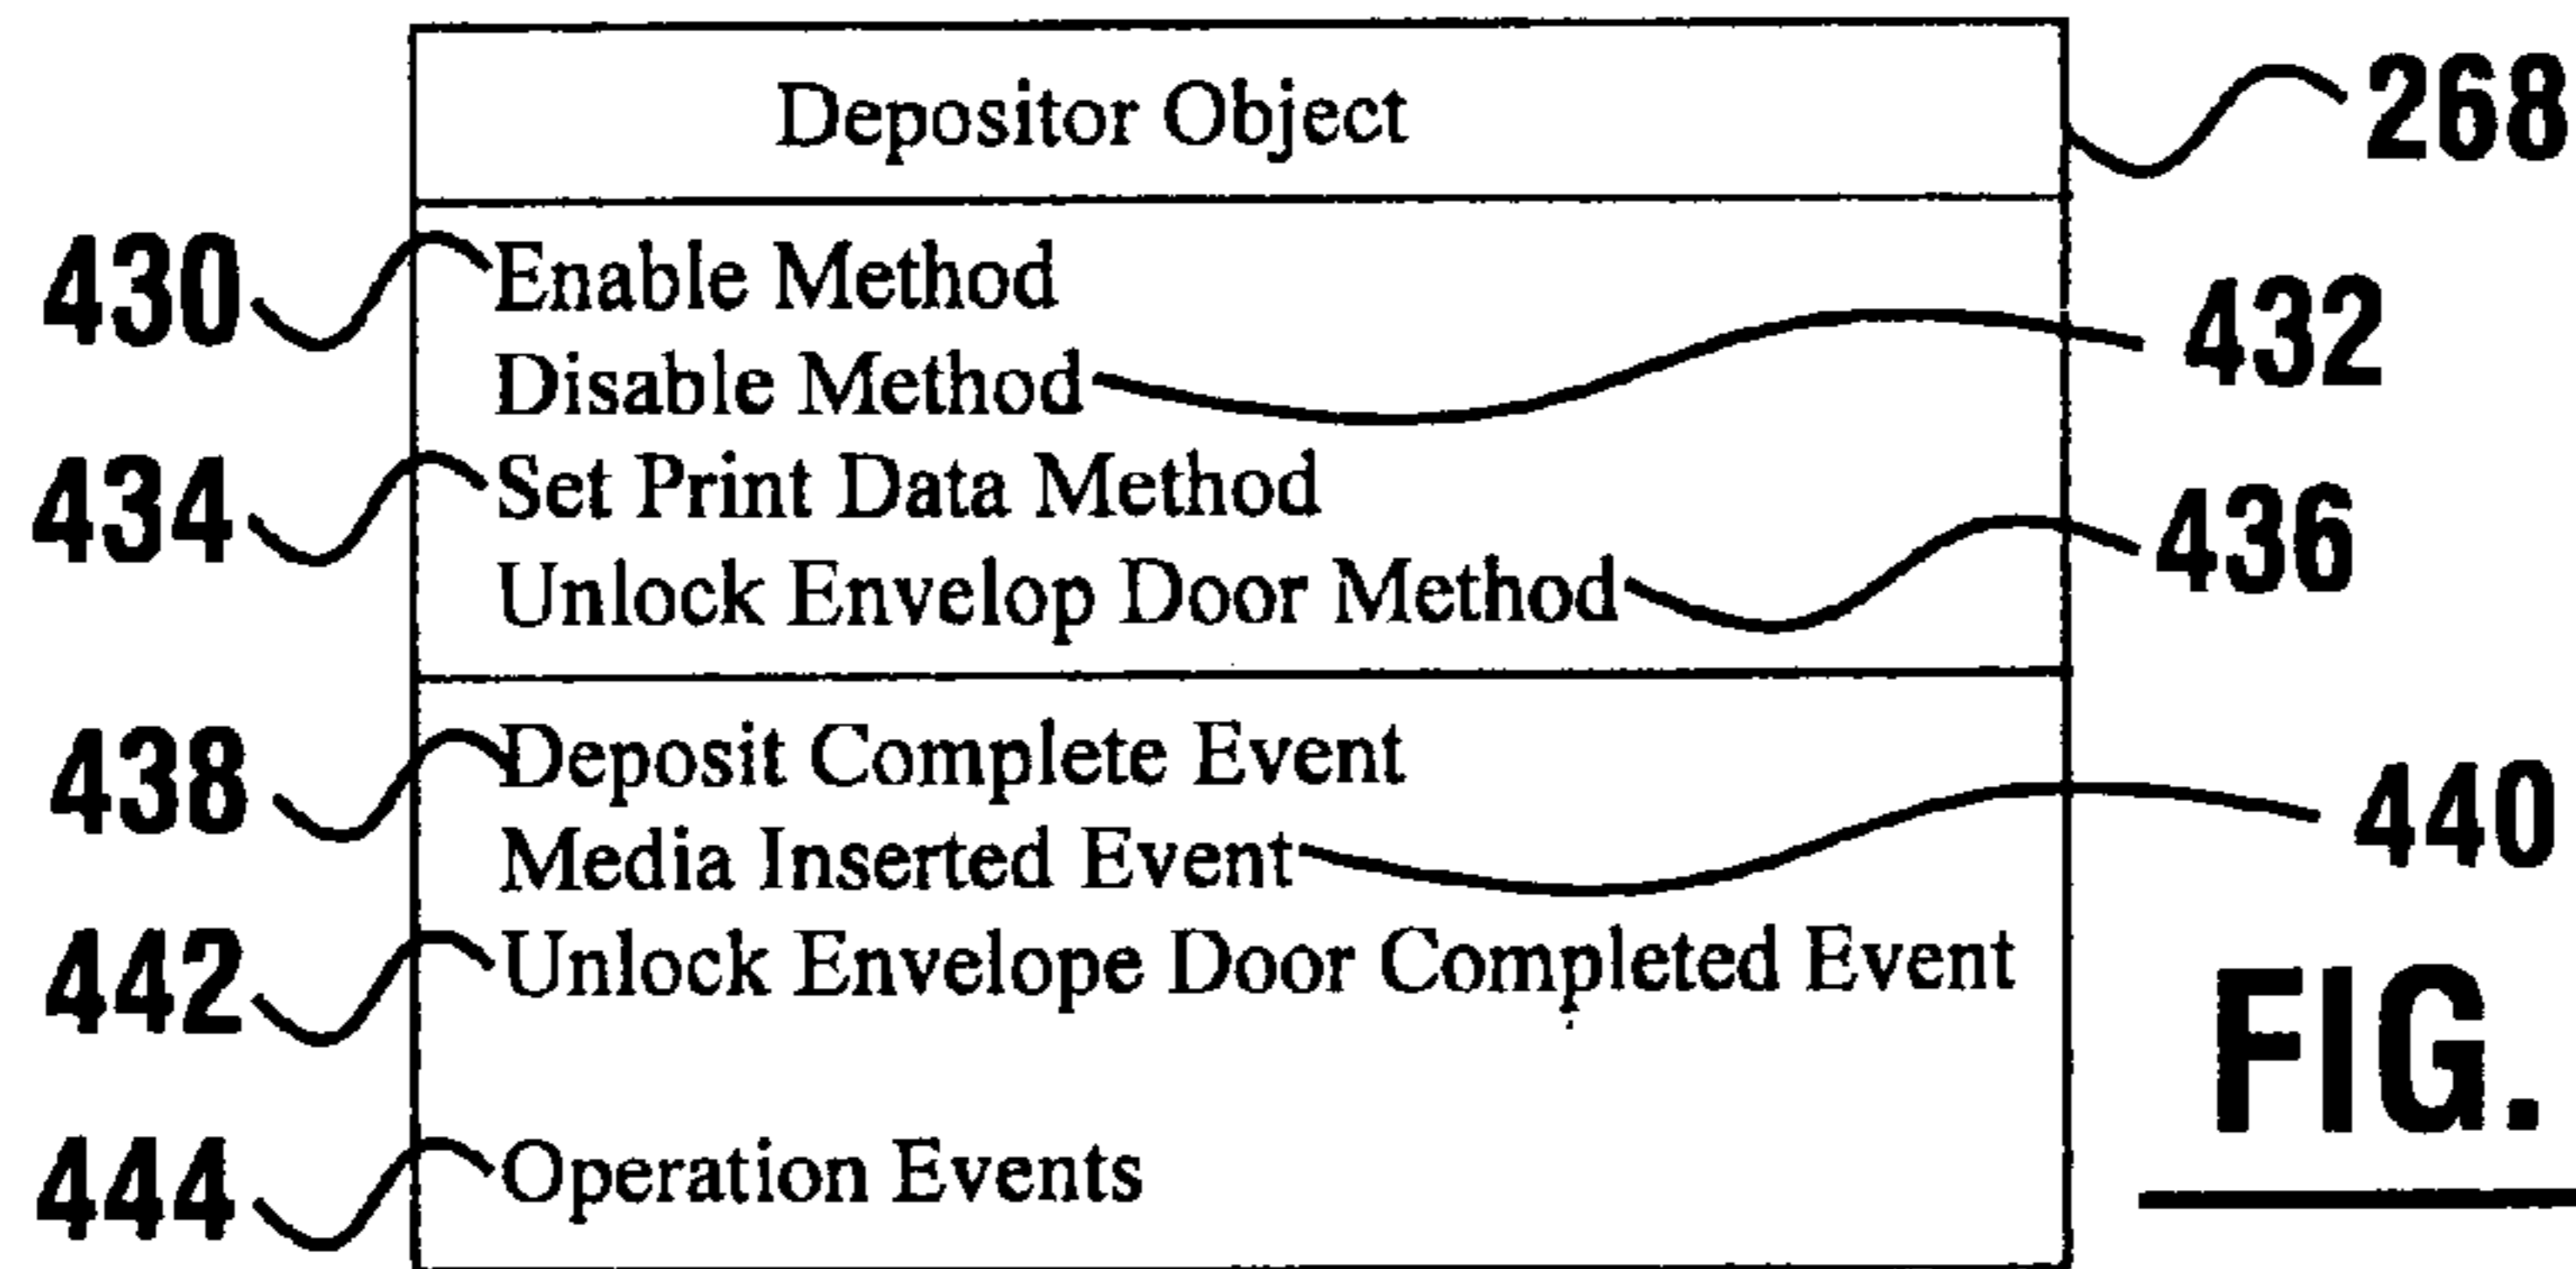 Depositor Object 268
430 Enable Method
Disable Method 432
434 Set Print Data Method
Unlock Envelop Door Method 436
438 Deposit Complete Event
Media Inserted Event 440
442 Unlock Envelope Door Completed Event
FIG.
444 Operation Events